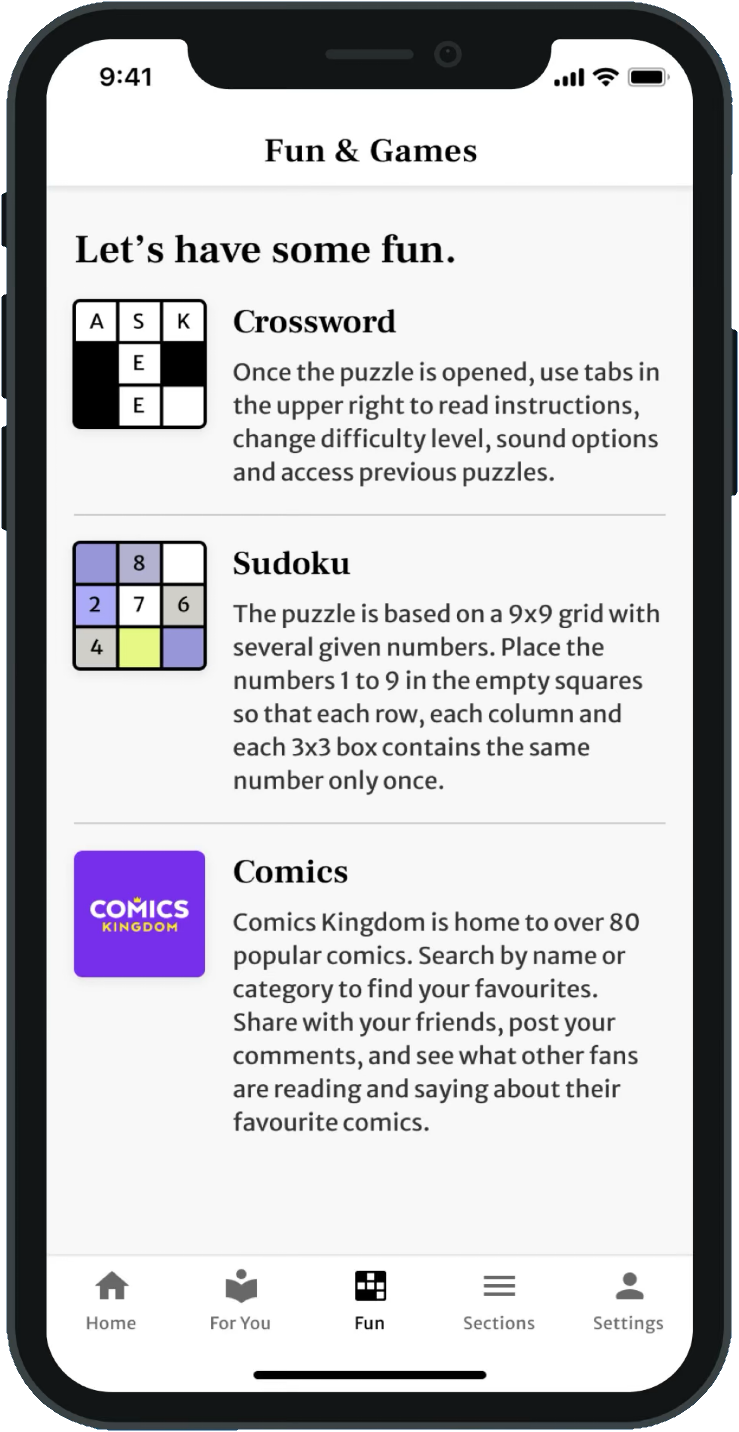 9:41
Fun & Games
Let’s have some fun.
A S K
E
E
Crossword
Once the puzzle is opened, use tabs in
the upper right to read instructions,
change difficulty level, sound options
and access previous puzzles.
8
2 7 6
4
Sudoku
The puzzle is based on a 9x9 grid with
several given numbers. Place the
numbers 1 to 9 in the empty squares
so that each row, each column and
each 3x3 box contains the same
number only once.
COMICS
KINGDOM
Comics
Comics Kingdom is home to over 80
popular comics. Search by name or
category to find your favourites.
Share with your friends, post your
comments, and see what other fans
are reading and saying about their
favourite comics.
Home For You Fun Sections Settings